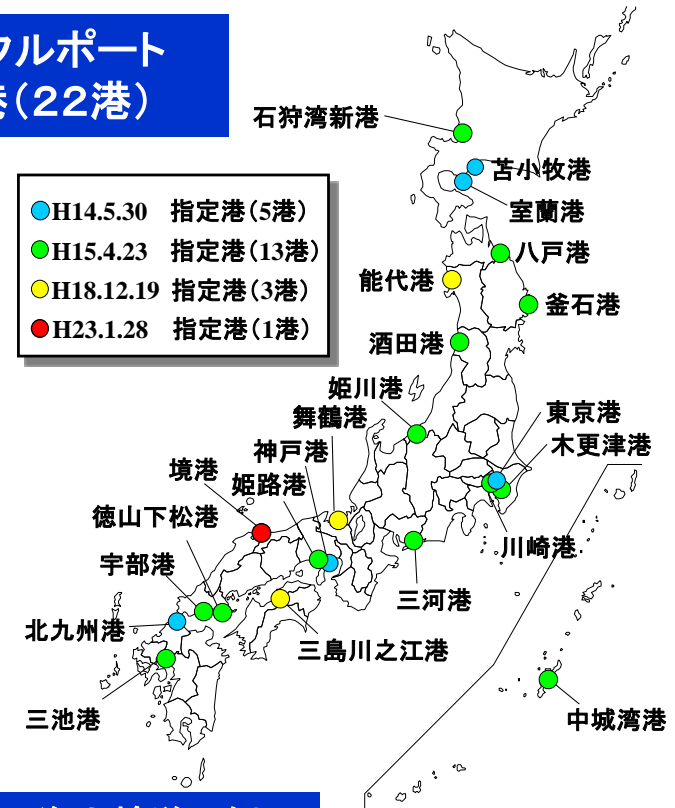 フルポート
港(22港)
H14.5.30 指定港(5港)
H15.4.23 指定港(13港)
H18.12.19 指定港(3港)
H23.1.28 指定港(1港)
石狩湾新港
苫小牧港
室蘭港
八戸港
能代港
釜石港
酒田港
姫川港
東京港
舞鶴港
木更津港
神戸港
境港
姫路港
徳山下松港
川崎港
宇部港
三河港
北九州港
三島川之江港
三池港
中城湾港